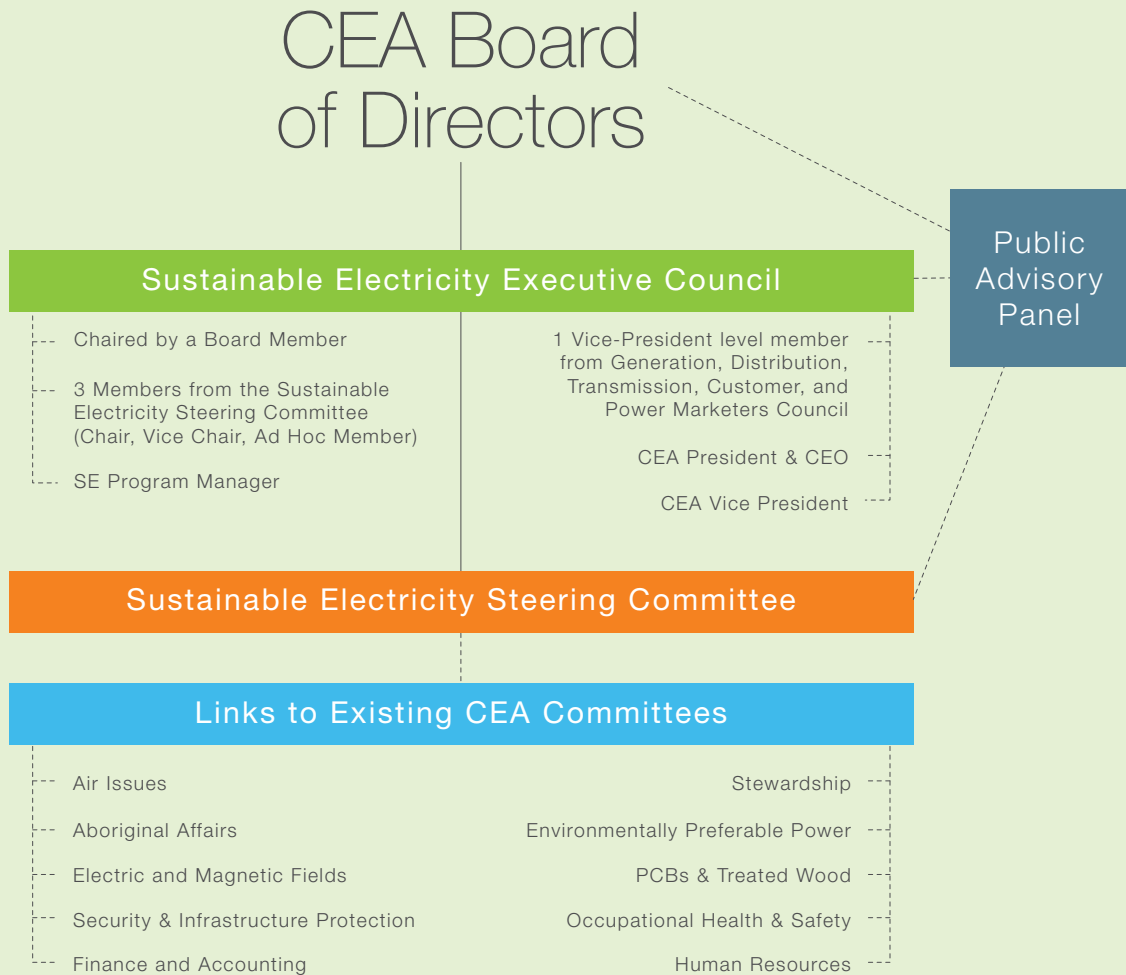 CEA Board
of Directors
Public
Advisory
Panel
Sustainable Electricity Executive Council
Chaired by a Board Member
3 Members from the Sustainable
Electricity Steering Committee
(Chair, Vice Chair, Ad Hoc Member)
SE Program Manager
1 Vice-President level member
from Generation, Distribution,
Transmission, Customer, and
Power Marketers Council
CEA President & CEO
CEA Vice President
Sustainable Electricity Steering Committee
Links to Existing CEA Committees
Air Issues
Aboriginal Affairs
Electric and Magnetic Fields
Security & Infrastructure Protection
Finance and Accounting
Stewardship
Environmentally Preferable Power
PCBs & Treated Wood
Occupational Health & Safety
Human Resources